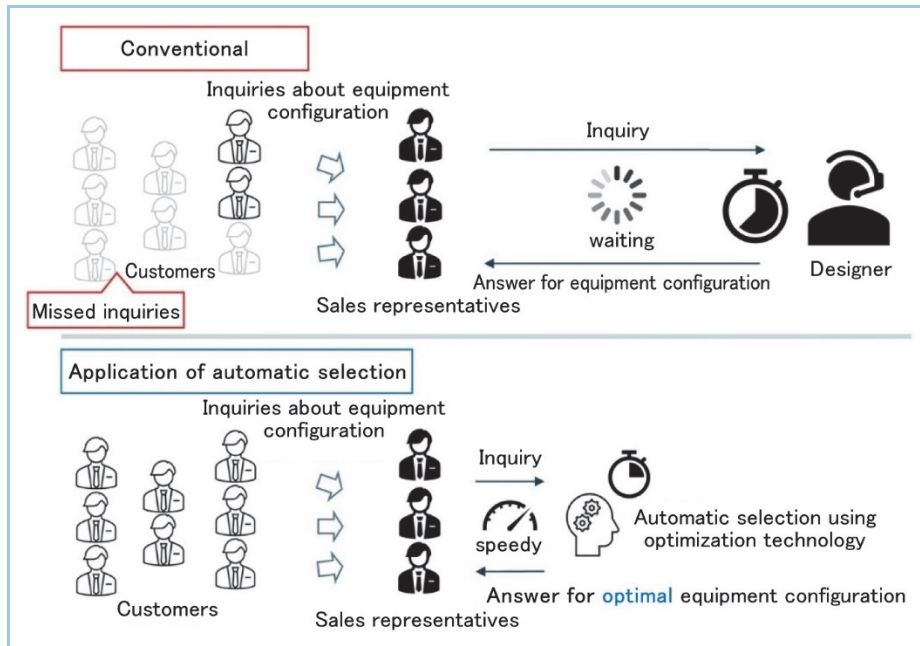 Conventional
Inquiries about equipment
configuration
Inquiry
waiting
Answer for equipment configuration
Designer
Customers
Missed inquiries
Sales representatives
Application of automatic selection
Inquiries about equipment
configuration
Inquiry
speedy
Automatic selection using
optimization technology
Answer for optimal equipment configuration
Customers
Sales representatives